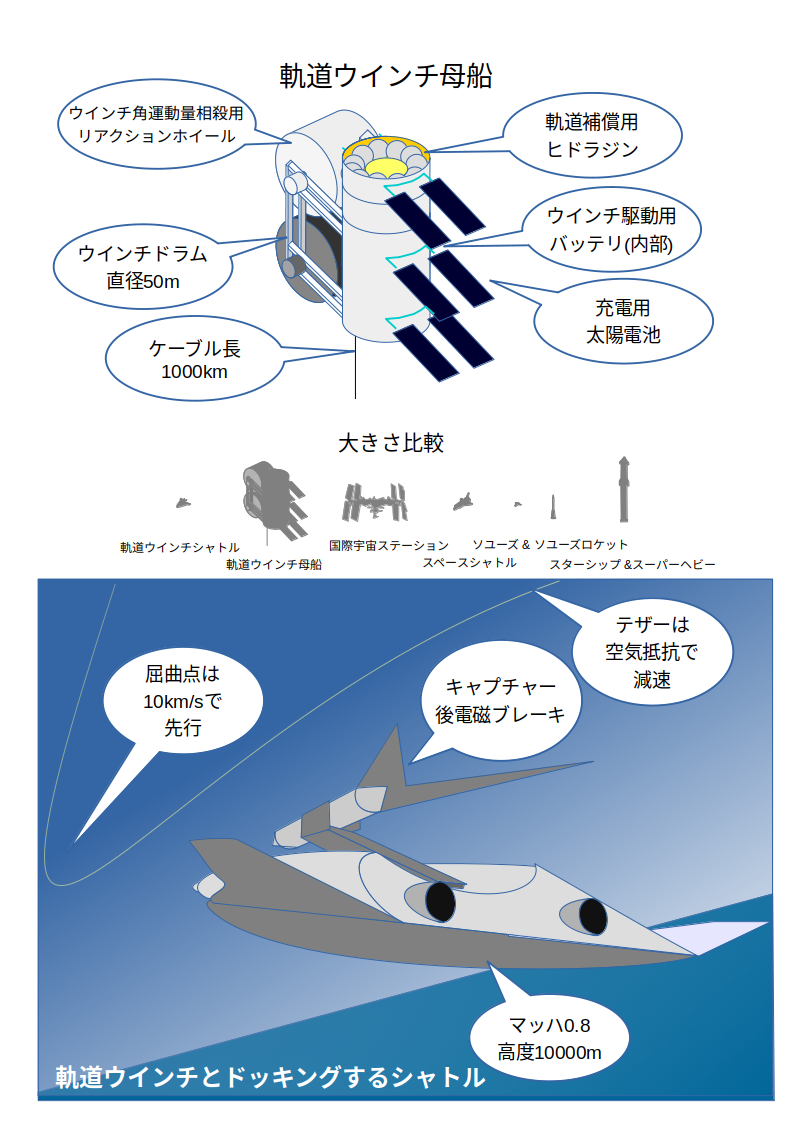 軌道ウインチ母船
ウインチ角運動量相殺用
リアクションホイール
軌道補償用
ヒドラジン
ウインチ駆動用
バッテリ(内部)
ウインチドラム
直径50m
充電用
太陽電池
ケーブル長
1000km
大きさ比較
軌道ウインチシャトル
軌道ウインチ母船
国際宇宙ステーション
スペースシャトル
ソユーズ & ソユーズロケット
スターシップ &スーパーヘビー
テザーは
空気抵抗で
減速
屈曲点は
10km/sで
先行
キャプチャー
後電磁ブレーキ
マッハ0.8
高度10000m
軌道ウインチとドッキングするシャトル